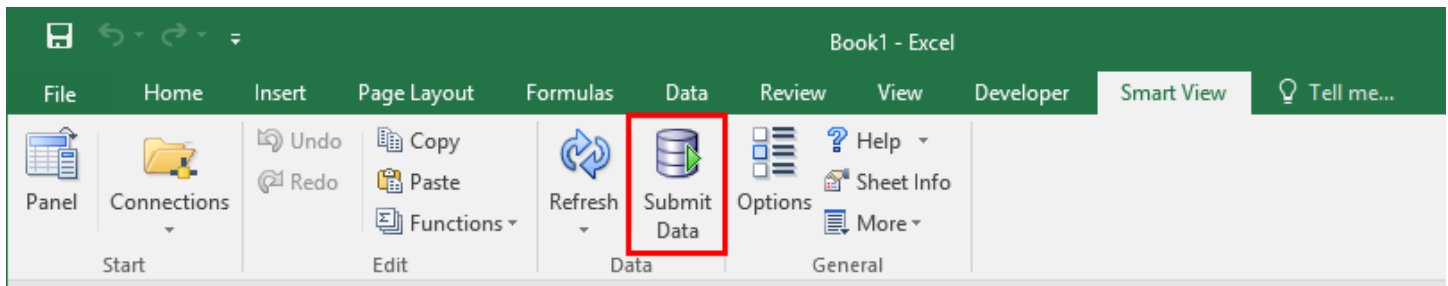 Book1 - Excel
File Home Insert Page Layout Formulas Data Review View Developer Smart View Tell me...
Panel
Connections
Undo
Redo
Copy
Paste
Functions
Refresh
Submit
Data
Options
Help
Sheet Info
More
Start
Edit
Data
General